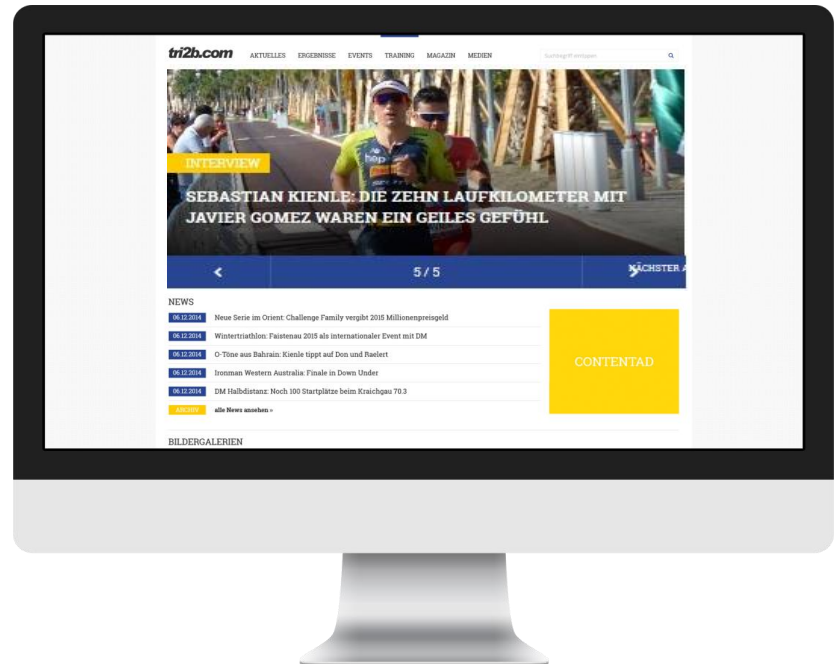 tri2b.com
AKTUELLES ERGEBNISSE EVENTS TRAINING MAGAZIN MEDIEN
Suchbegriff eintippen
hep
INTERVIEW
SEBASTIAN KIENLE: DIE ZEHN LAUFKILOMETER MIT
JAVIER GOMEZ WAREN EIN GEILES GEFÜHL
5 / 5
NÄCHSTER A
NEWS
06.12.2014 Neue Serie im Orient: Challenge Family vergibt 2015 Millionenpreisgeld
06.12.2014 Wintertriathlon: Faistenau 2015 als internationaler Event mit DM
06.12.2014 O-Töne aus Bahrain: Kienle tippt auf Don und Raelert
06.12.2014 Ironman Western Australia: Finale in Down Under
06.12.2014 DM Halbdistanz: Noch 100 Startplätze beim Kraichgau 70.3
ARCHIV alle News ansehen »
CONTENTAD
BILDERGALERIEN